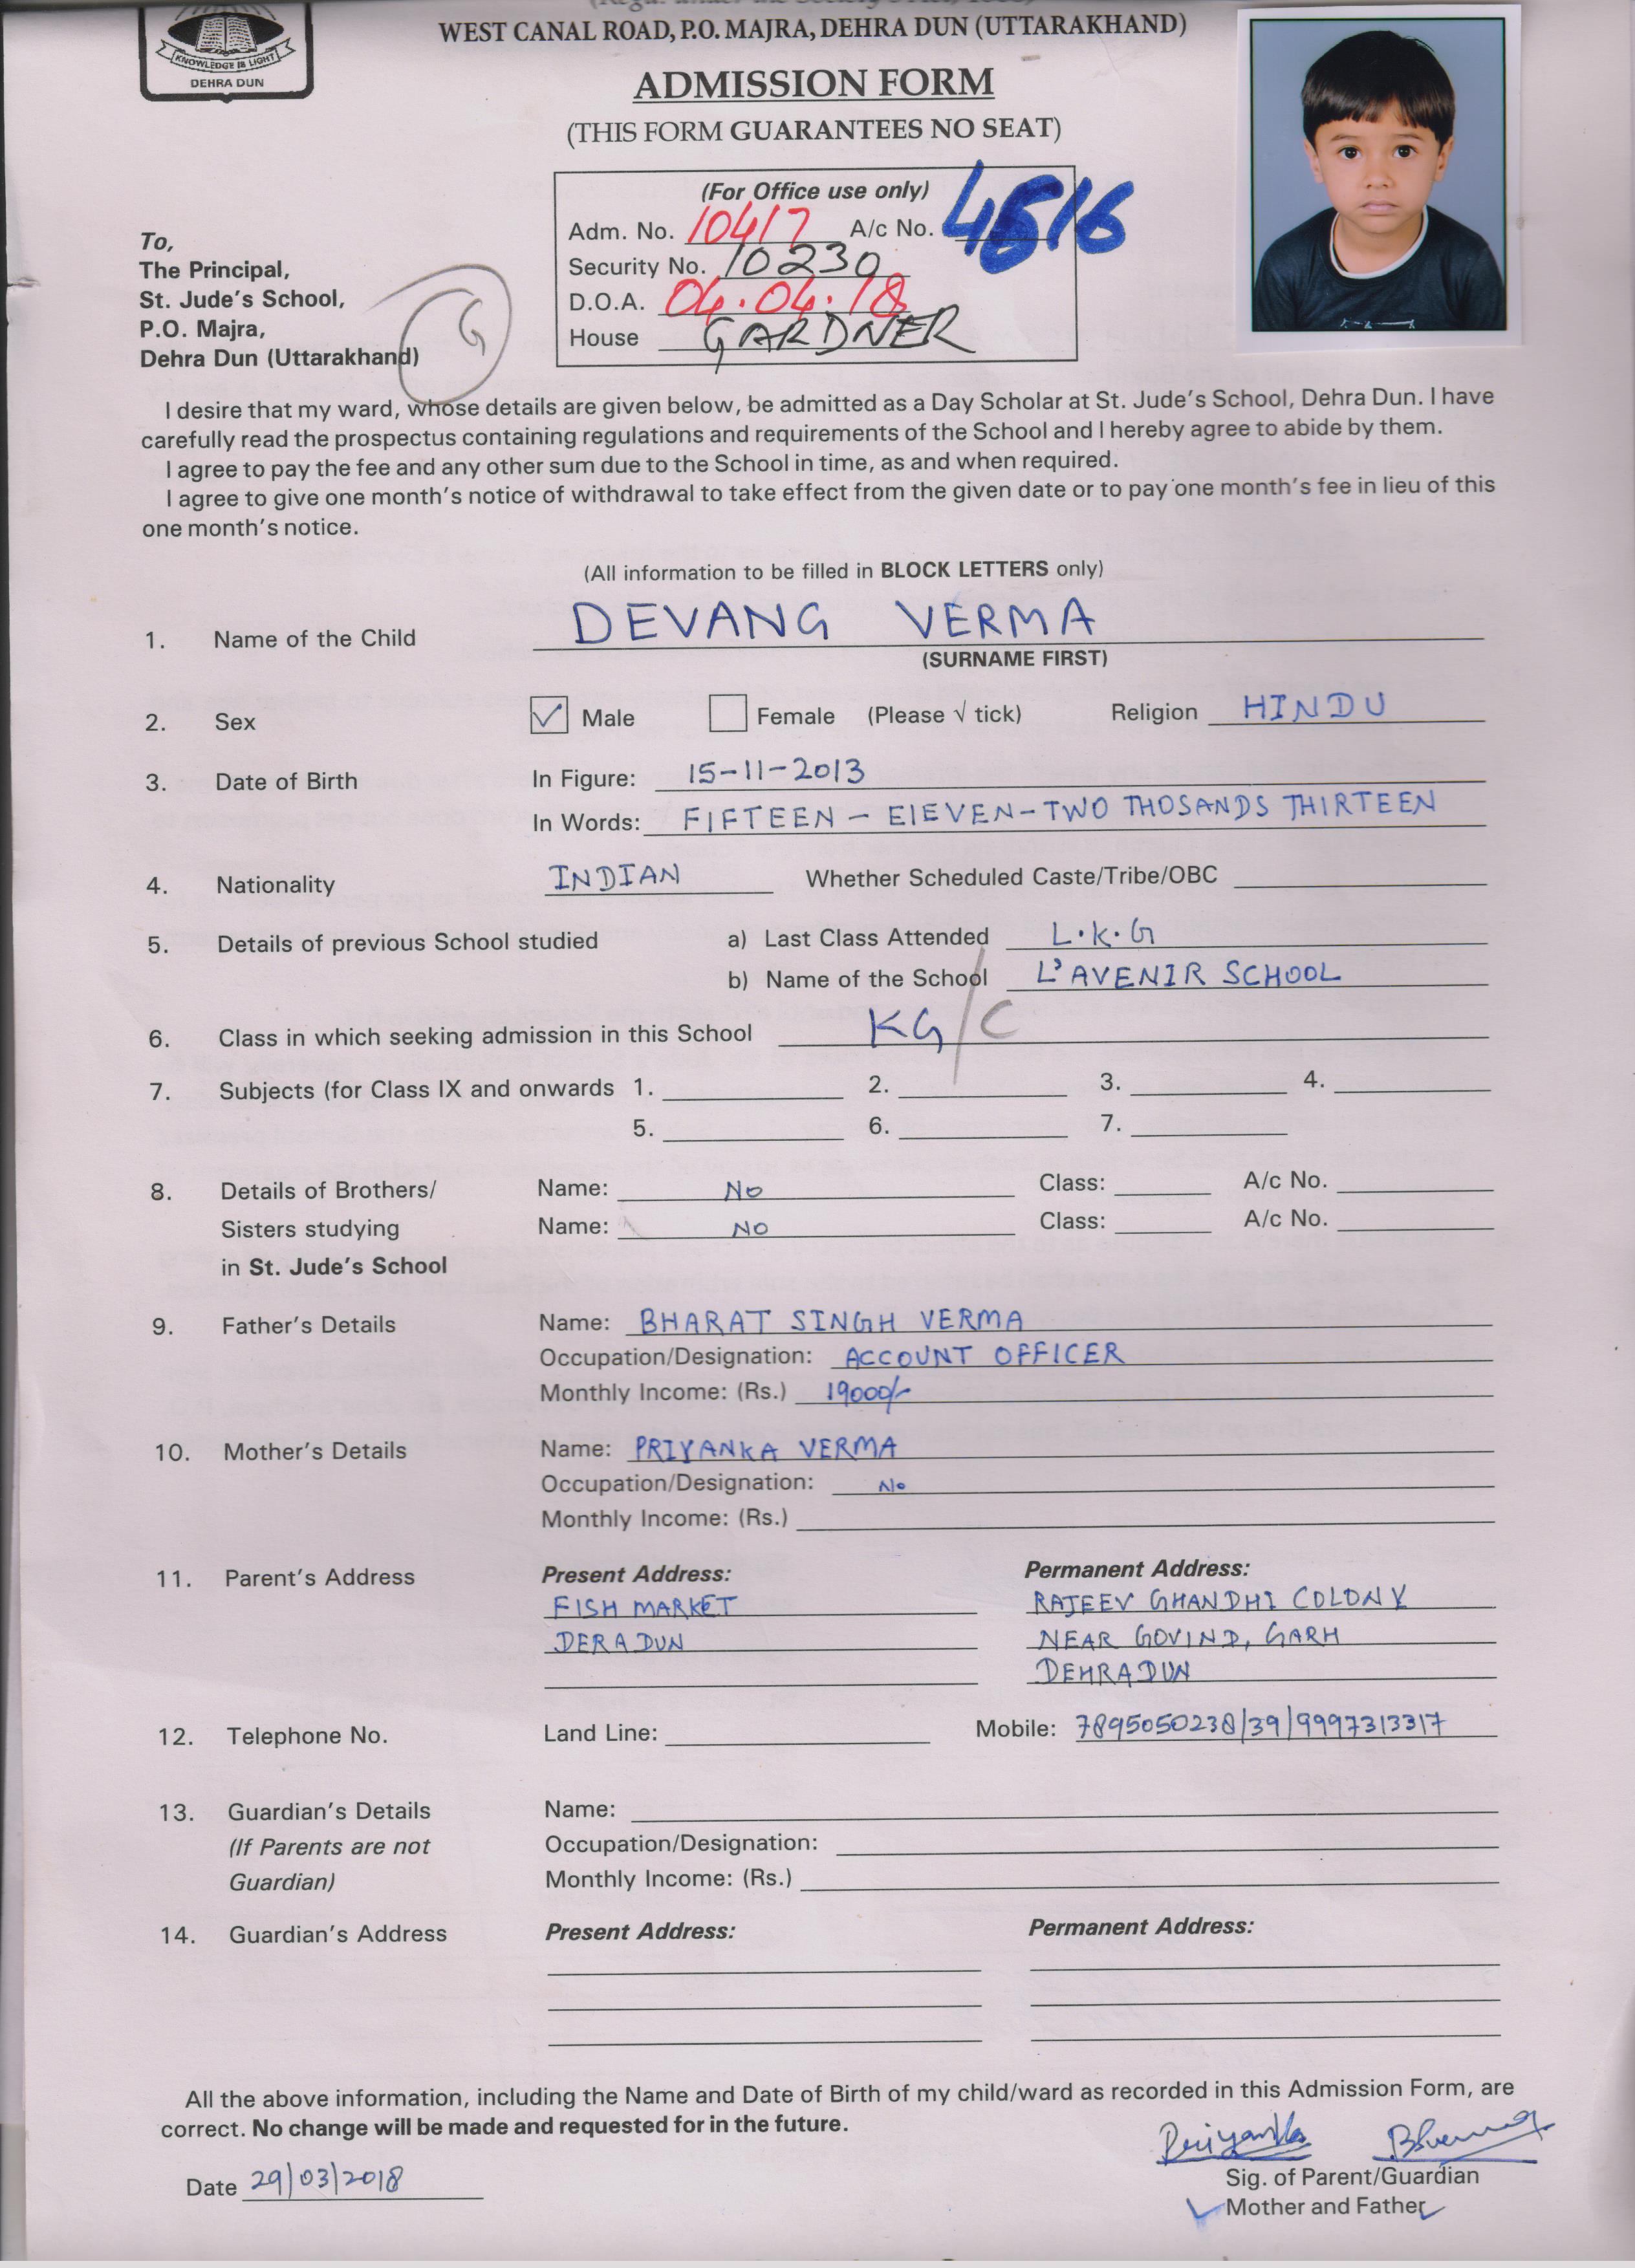 WEST CANAL ROAD, P.O. MAJRA, DEHRA DUN (UTTARAKHAND)
KNOWLEDGE IS LIGHT
DEHRA DUN
ADMISSION FORM
(THIS FORM GUARANTEES NO SEAT)
(For Office use only)
Adm. No. 10417 A/c No. 4516
Security No. 10230
D.O.A. 04.04.18
House GARDNER
To,
The Principal,
St. Jude's School,
P.O. Majra,
Dehra Dun (Uttarakhand)
G
I desire that my ward, whose details are given below, be admitted as a Day Scholar at St. Jude's School, Dehra Dun. I have
carefully read the prospectus containing regulations and requirements of the School and I hereby agree to abide by them.
I agree to pay the fee and any other sum due to the School in time, as and when required.
I agree to give one month's notice of withdrawal to take effect from the given date or to pay one month's fee in lieu of this
one month's notice.
(All information to be filled in BLOCK LETTERS only)
1. Name of the Child DEVANG VERMA
(SURNAME FIRST)
2. Sex ✓ Male Female (Please √ tick) Religion HINDU
3. Date of Birth In Figure: 15-11-2013
In Words: FIFTEEN - ElEVEN-TWO THOSANDS THIRTEEN
4. Nationality INDIAN Whether Scheduled Caste/Tribe/OBC
5. Details of previous School studied a) Last Class Attended L.K.G
b) Name of the School L'AVENIR SCHOOL
6. Class in which seeking admission in this School KG/C
7. Subjects (for Class IX and onwards 1. 2. 3. 4.
5. 6. 7.
8. Details of Brothers/ Name: No Class: A/c No.
Sisters studying Name: NO Class: A/c No.
in St. Jude's School
9. Father's Details Name: BHARAT SINGH VERMA
Occupation/Designation: ACCOUNT OFFICER
Monthly Income: (Rs.) 19000/-
10. Mother's Details Name: PRIYANKA VERMA
Occupation/Designation: No
Monthly Income: (Rs.)
11. Parent's Address Present Address: Permanent Address:
FISH MARKET RAJEEV GHANDHI COLONY
DERADUN NEAR GOVIND, GARH
DEHRADUN
12. Telephone No. Land Line: Mobile: 7895050238/39/9997313317
13. Guardian's Details Name:
(If Parents are not Occupation/Designation:
Guardian) Monthly Income: (Rs.)
14. Guardian's Address Present Address: Permanent Address:
All the above information, including the Name and Date of Birth of my child/ward as recorded in this Admission Form, are
correct. No change will be made and requested for in the future.
Priyanka
Date 29/03/2018 Sig. of Parent/Guardian
Mother and Father